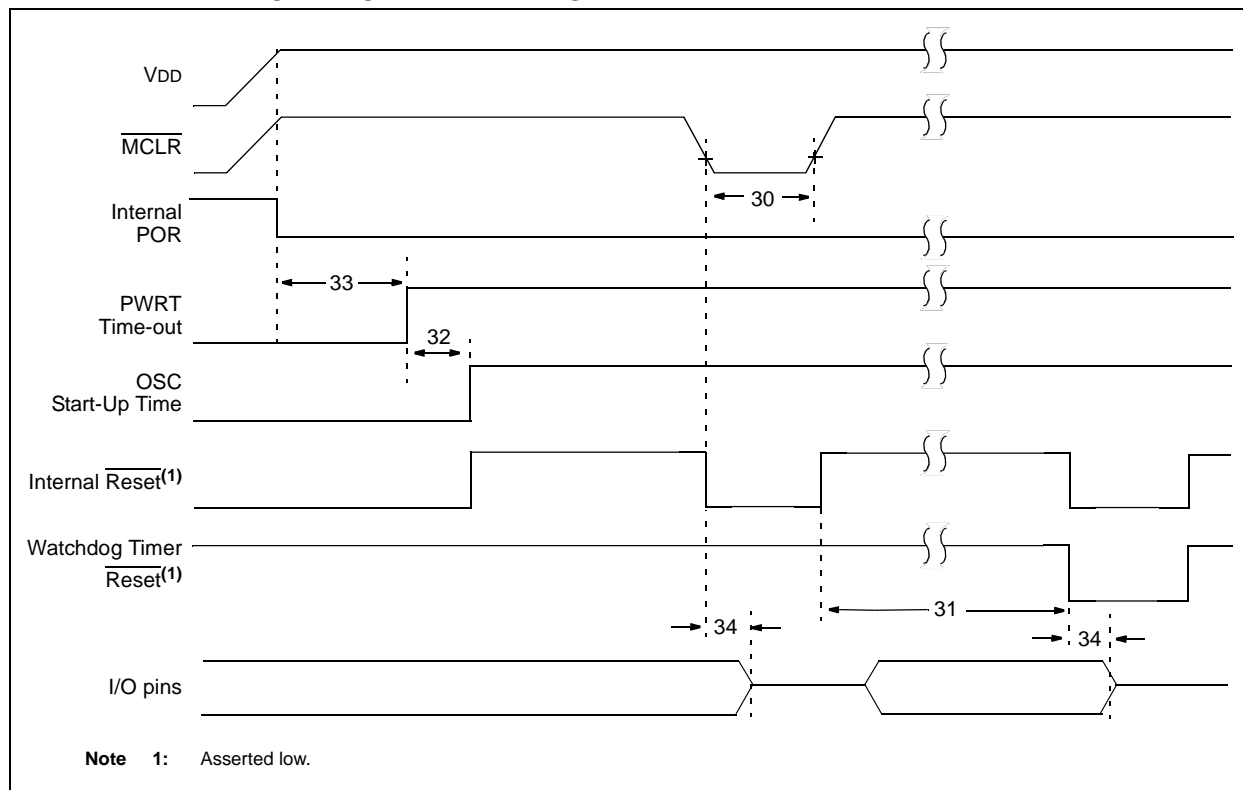 VDD
MCLR
30
Internal
POR
33
PWRT
Time-out
32
OSC
Start-Up Time
Internal Reset(1)
Watchdog Timer
Reset(1)
31
34
34
I/O pins
Note 1: Asserted low.